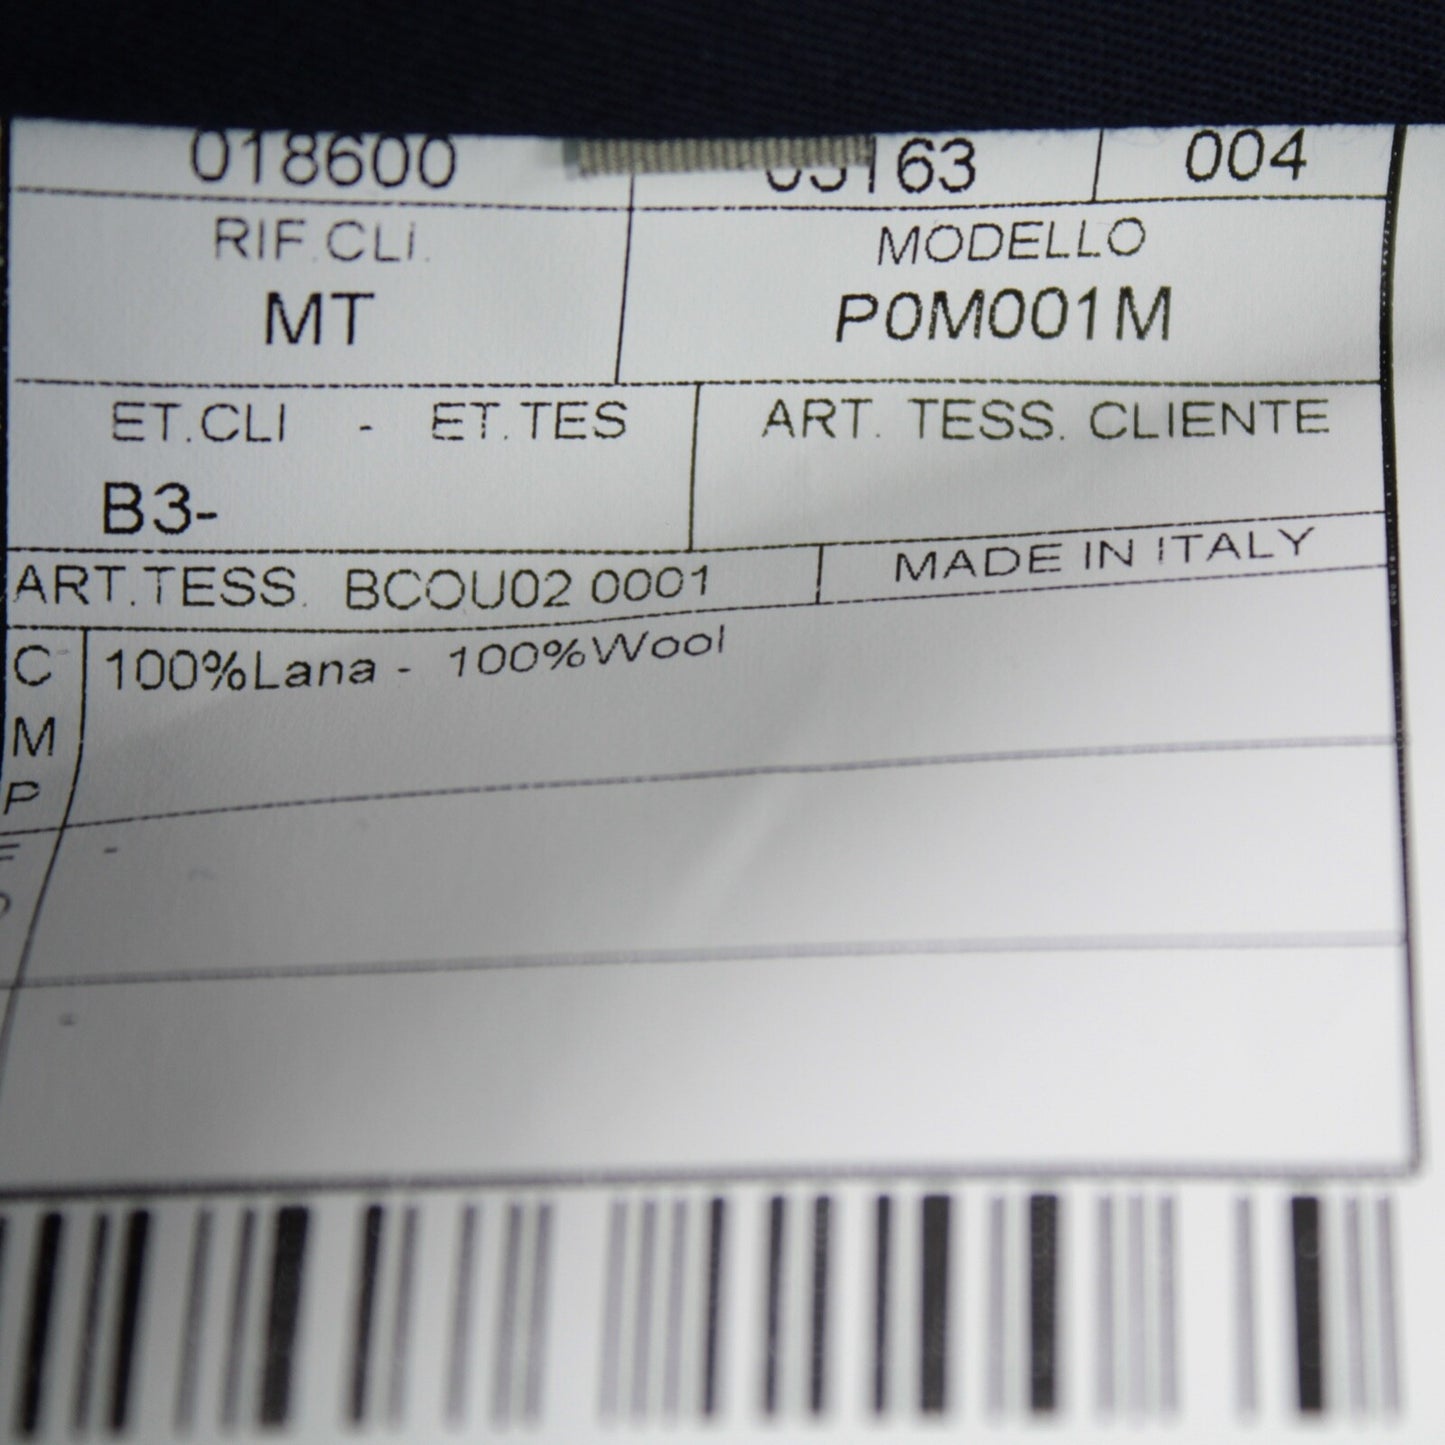 018600 004
RIF.CLI. MODELLO
MT P0M001M
ET.CLI - ET.TES ART. TESS. CLIENTE
B3-
ART.TESS. BCOU02 0001 MADE IN ITALY
C 100%Lana - 100%Wool
M
P
-